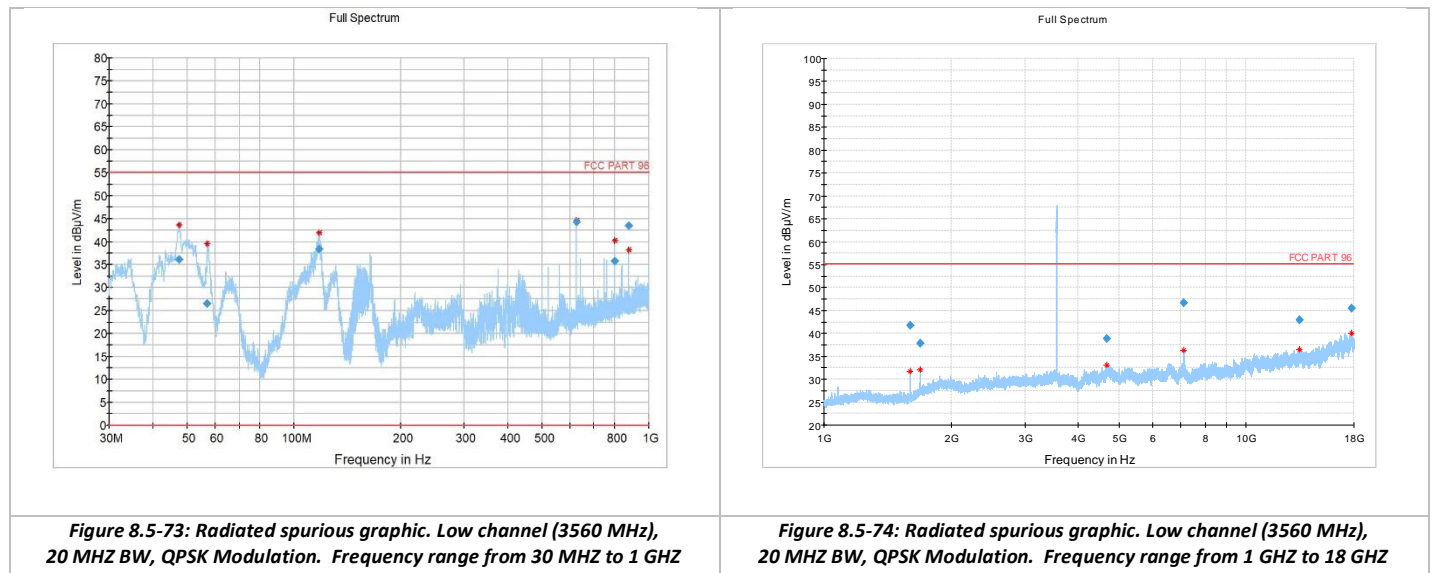 Full Spectrum
80
75
70
65
60
55
50
45
40
35
30
25
20
15
10
5
0
Level in dBµV/m
FCC PART 96
30M 50 60 80 100M 200 300 400 500 800 1G
Frequency in Hz
Figure 8.5-73: Radiated spurious graphic. Low channel (3560 MHz),
20 MHZ BW, QPSK Modulation. Frequency range from 30 MHZ to 1 GHZ
Full Spectrum
100
95
90
85
80
75
70
65
60
55
50
45
40
35
30
25
20
Level in dBµV/m
FCC PART 96
1G 2G 3G 4G 5G 6 8 10G 18G
Frequency in Hz
Figure 8.5-74: Radiated spurious graphic. Low channel (3560 MHz),
20 MHZ BW, QPSK Modulation. Frequency range from 1 GHZ to 18 GHZ